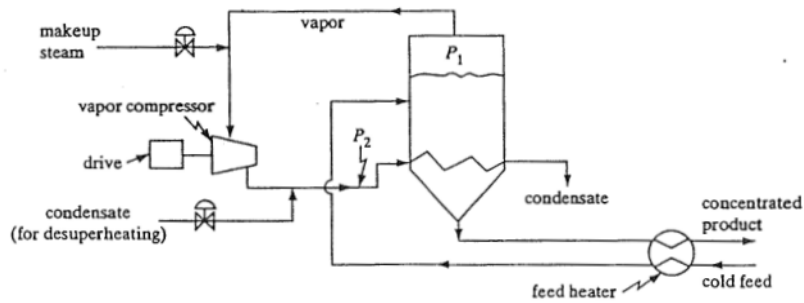 makeup
steam
vapor
P1
vapor compressor
P2
drive
condensate
(for desuperheating)
condensate
concentrated
product
cold feed
feed heater